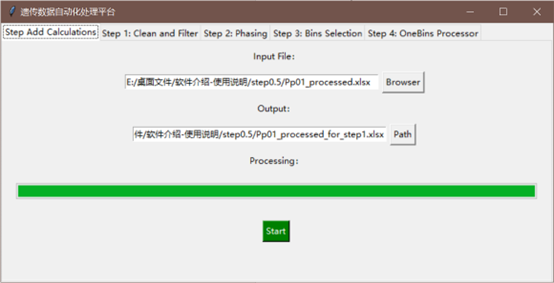 遗传数据自动化处理平台
Step Add Calculations Step 1: Clean and Filter Step 2: Phasing Step 3: Bins Selection Step 4: OneBins Processor
Input File:
E:/桌面文件/软件介绍-使用说明/step0.5/Pp01_processed.xlsx Browser
Output:
件/软件介绍-使用说明/step0.5/Pp01_processed_for_step1.xlsx Path
Processing:
Start